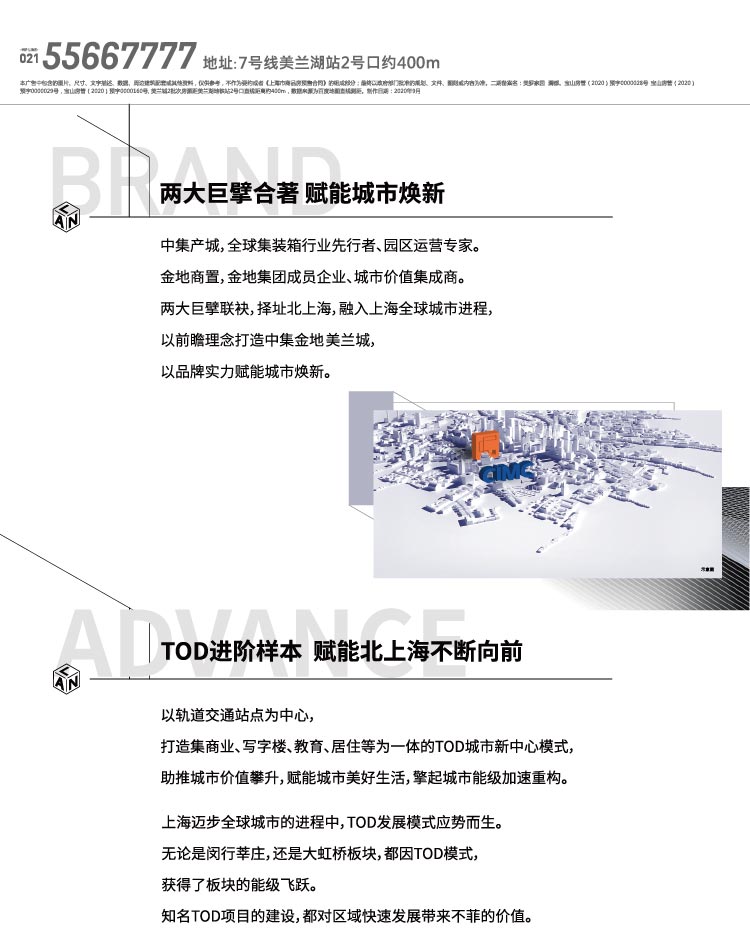 021 55667777 地址:7号线美兰湖站2号口约400m
BRAND
两大巨擘合著 赋能城市焕新
LAN
中集产城,全球集装箱行业先行者、园区运营专家。
金地商置,金地集团成员企业、城市价值集成商。
两大巨擘联袂,择址北上海,融入上海全球城市进程,
以前瞻理念打造中集金地美兰城,
以品牌实力赋能城市焕新。
CIMC
示意图
ADVANCE
TOD进阶样本 赋能北上海不断向前
LAN
以轨道交通站点为中心,
打造集商业、写字楼、教育、居住等为一体的TOD城市新中心模式,
助推城市价值攀升,赋能城市美好生活,擎起城市能级加速重构。
上海迈步全球城市的进程中,TOD发展模式应势而生。
无论是闵行莘庄,还是大虹桥板块,都因TOD模式,
获得了板块的能级飞跃。
知名TOD项目的建设,都对区域快速发展带来不菲的价值。